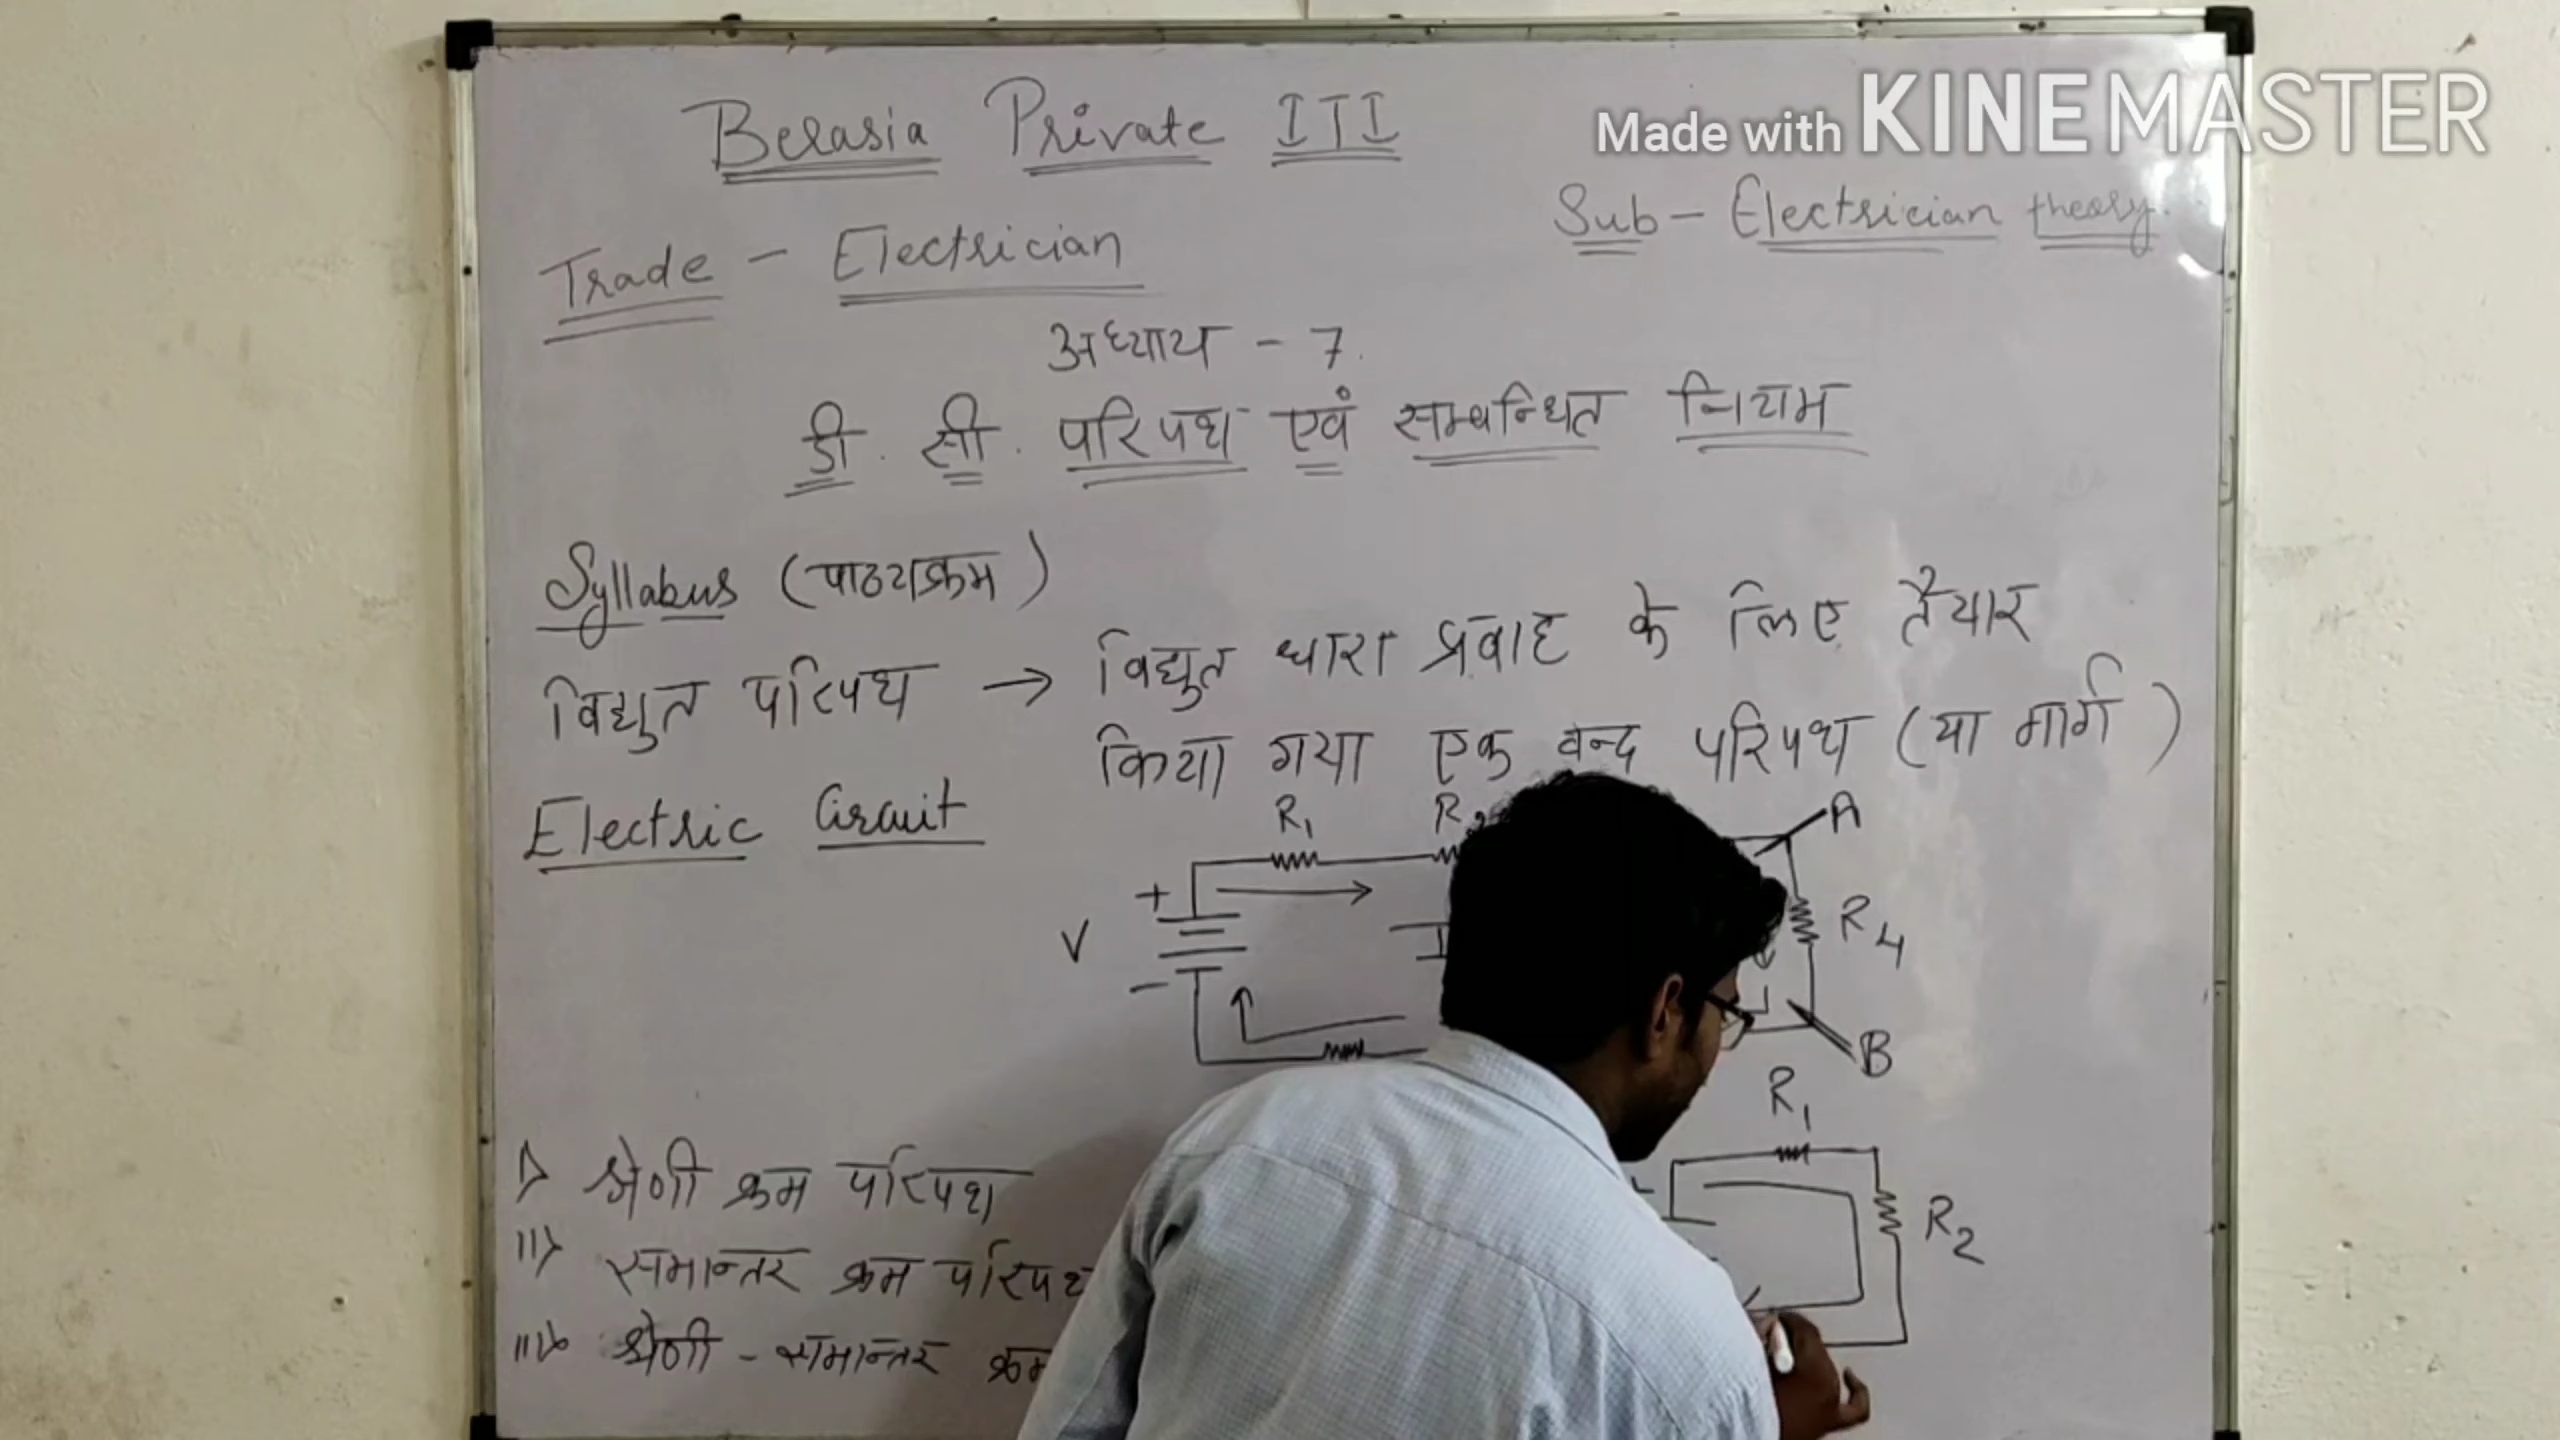 Made with KINEMASTER
Berasia Private ITI
Sub - Electrician theory.
Trade - Electrician
अध्याय - 7.
डी. सी. परिपथ एवं सम्बन्धित नियम
Syllabus (पाठ्यक्रम)
विद्युत परिपथ → विद्युत धारा प्रवाह के लिए तैयार
किया गया एक बन्द परिपथ (या मार्ग)
Electric Circuit
R1 R2 A
+
V R4
I
-
B
R1
R2
i> श्रेणी क्रम परिपथ
ii> समान्तर क्रम परिपथ
iii> श्रेणी - समान्तर क्रम